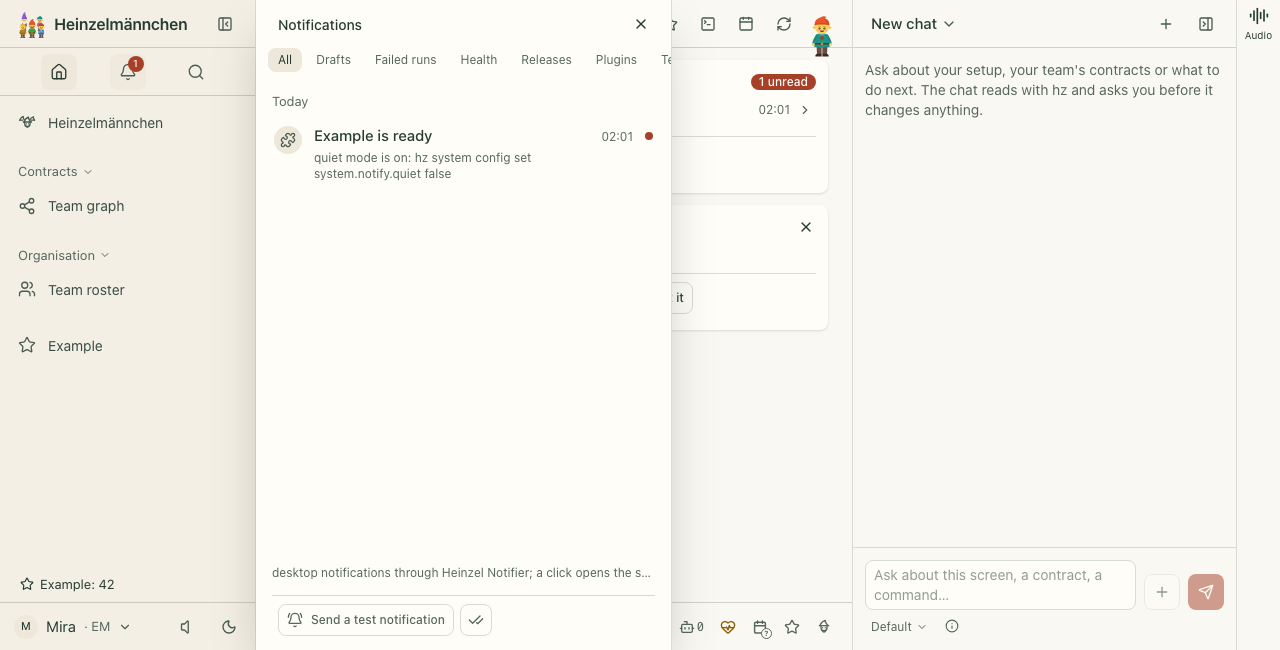 Heinzelmännchen
1
Heinzelmännchen
Contracts
Team graph
Organisation
Team roster
Example
Example: 42
M Mira · EM
Notifications
All Drafts Failed runs Health Releases Plugins
Today
Example is ready 02:01
quiet mode is on: hz system config set
system.notify.quiet false
desktop notifications through Heinzel Notifier; a click opens the s...
Send a test notification
1 unread
02:01
it
0
?
New chat
Ask about your setup, your team's contracts or what to
do next. The chat reads with hz and asks you before it
changes anything.
Ask about this screen, a contract, a
command...
Default
Audio